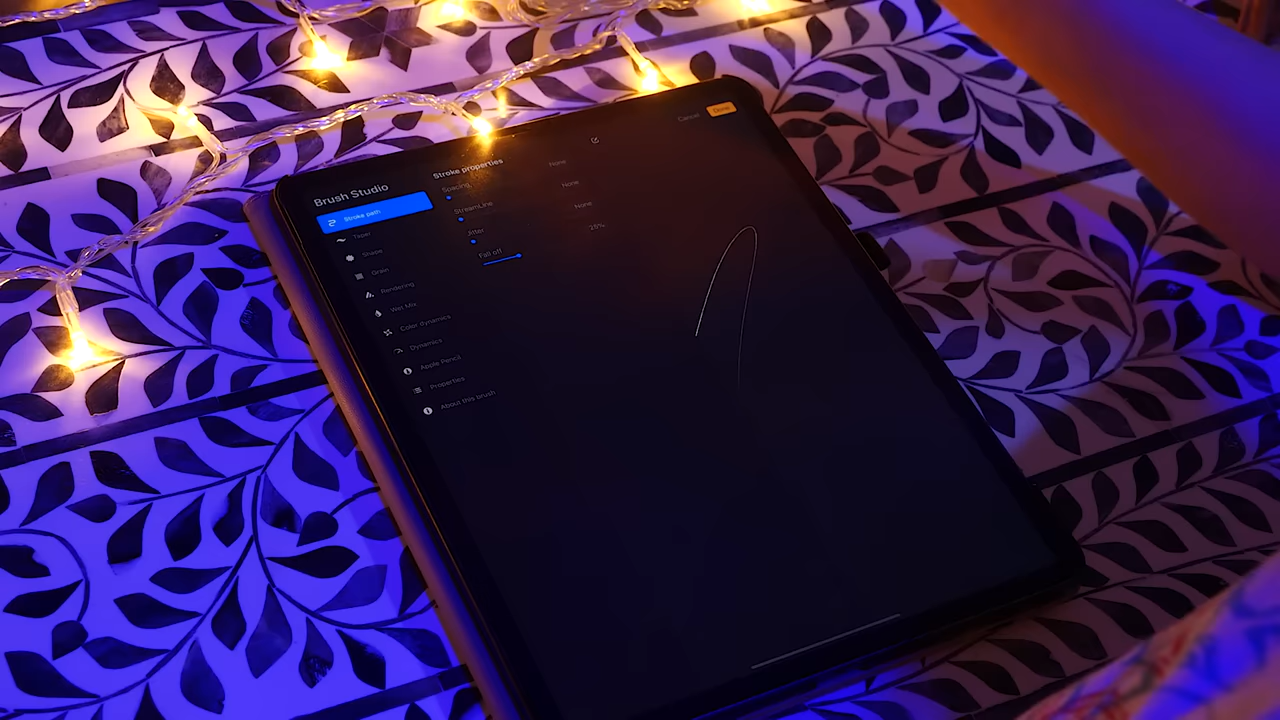 Cancel
Done
Brush Studio
Stroke path
Taper
Shape
Grain
Rendering
Wet Mix
Color dynamics
Dynamics
Apple Pencil
Properties
About this brush
Stroke properties
Spacing None
StreamLine None
Jitter None
Fall off 25%